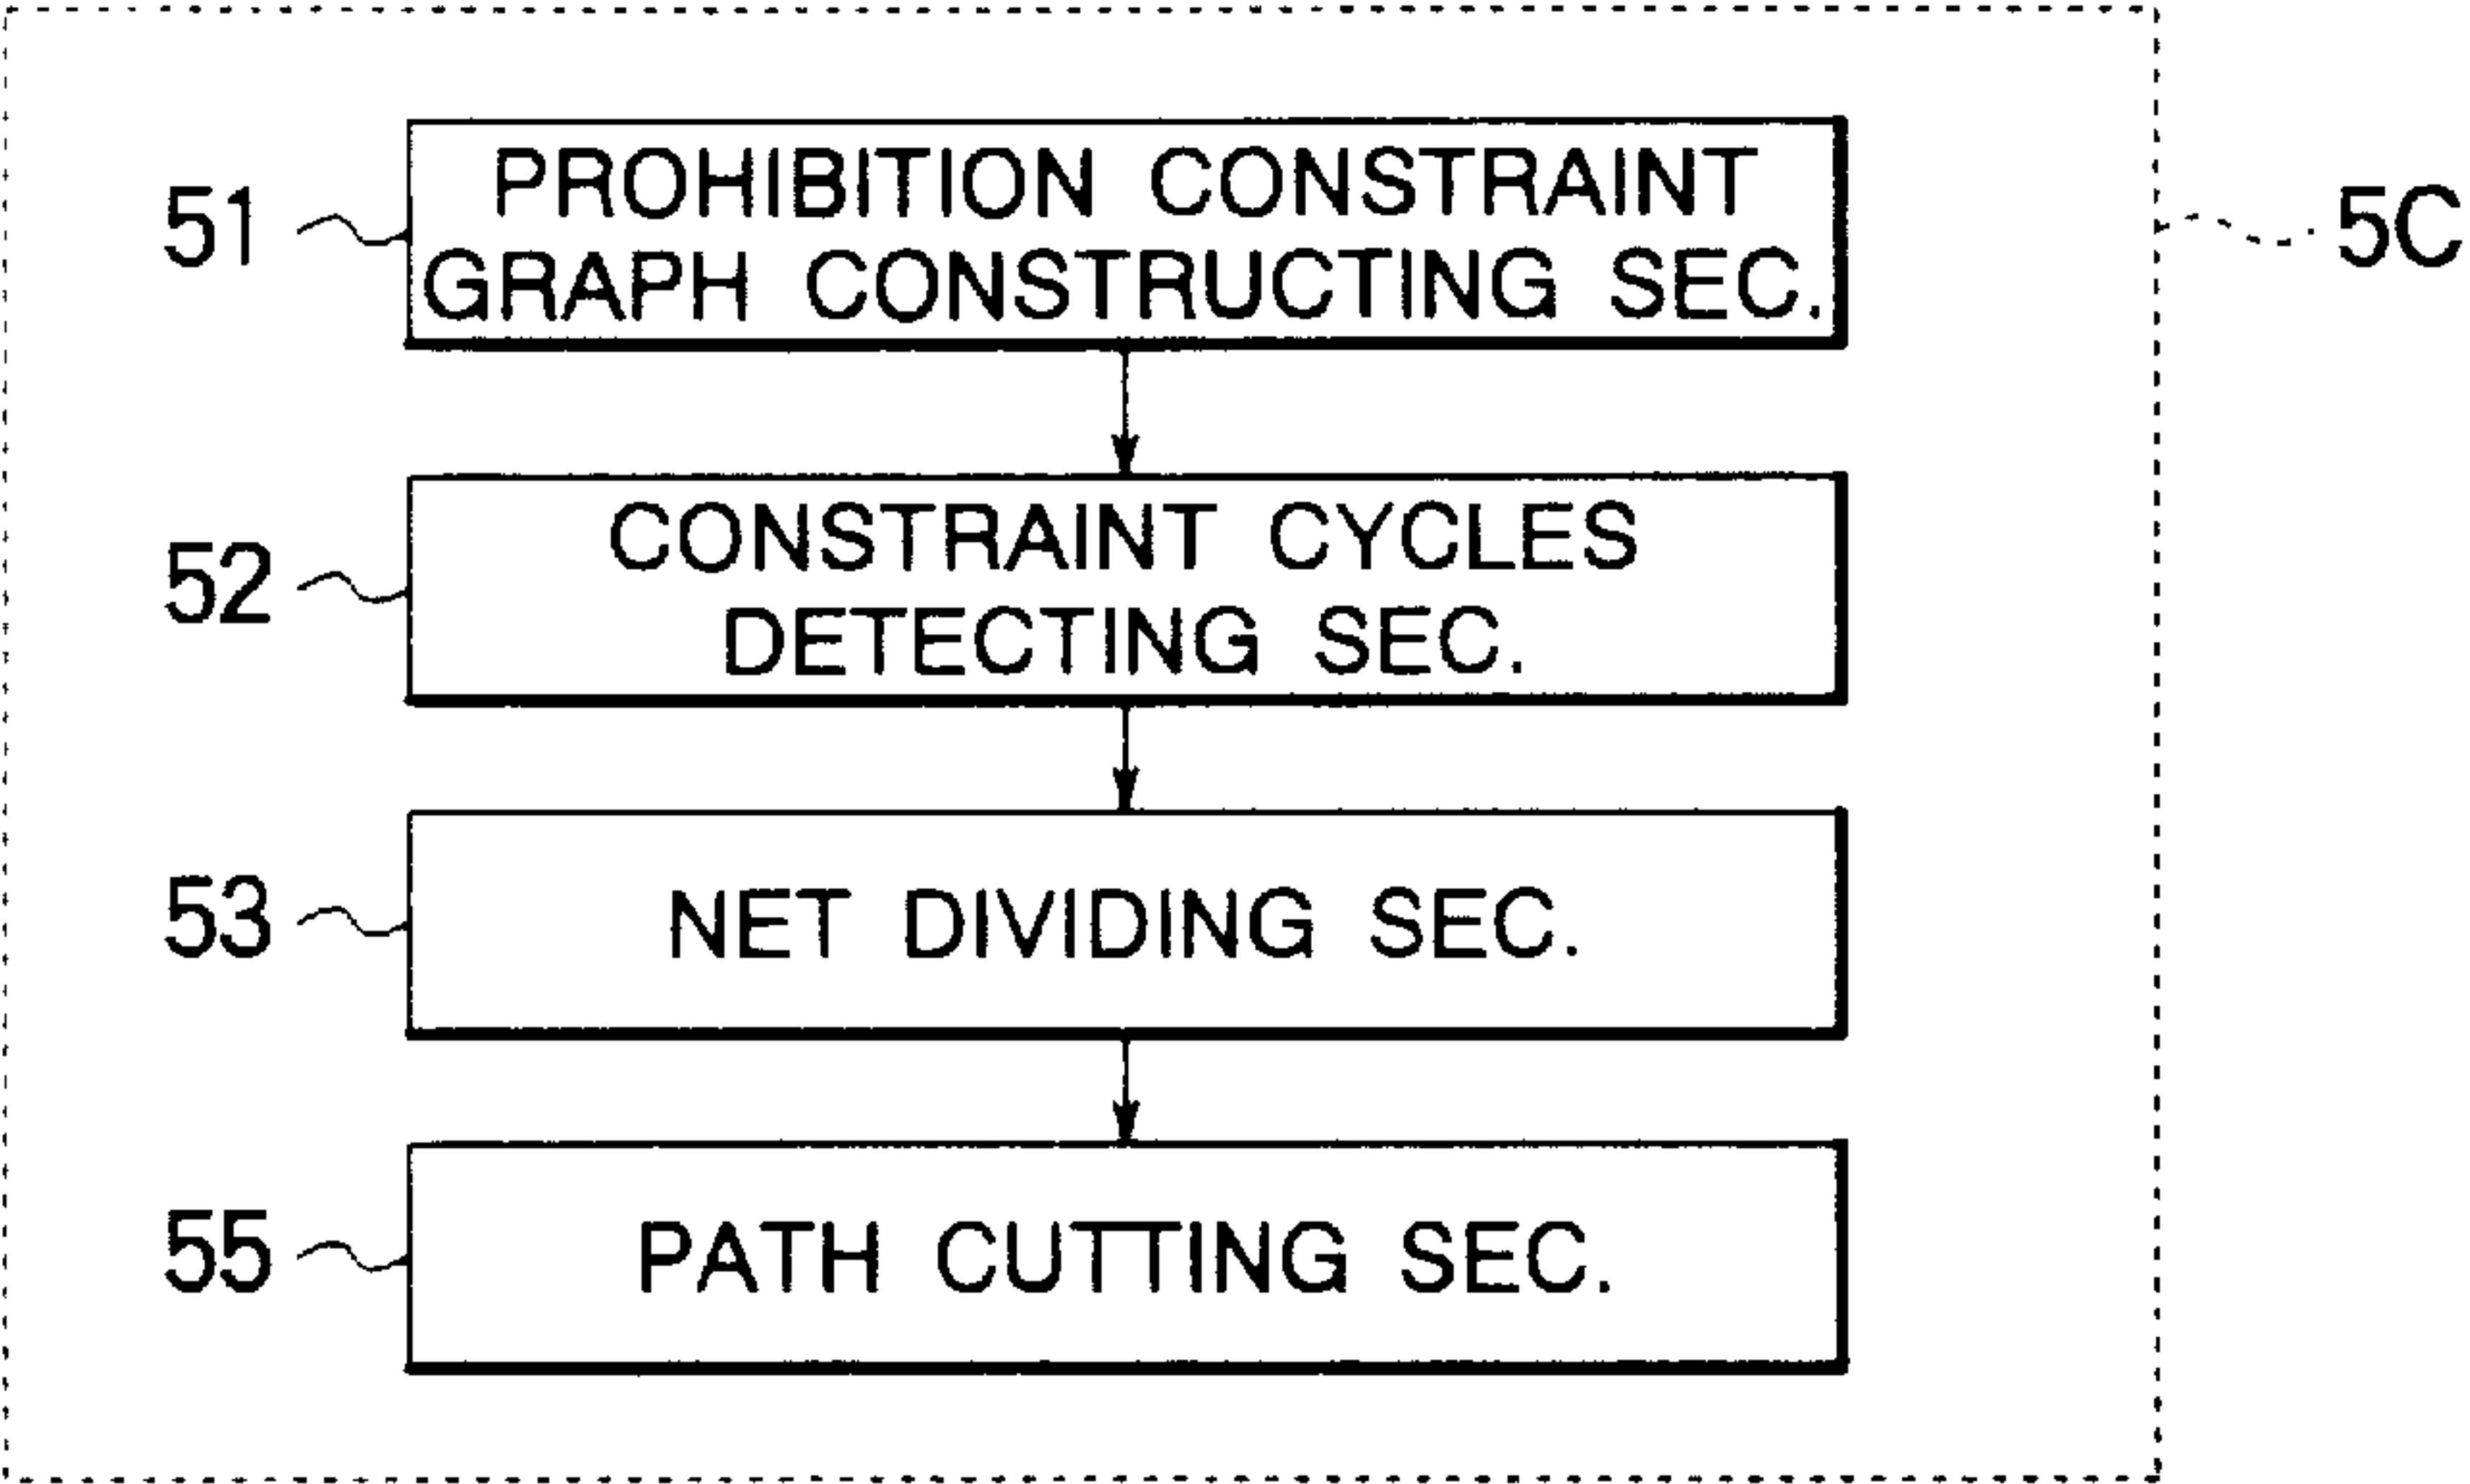 51
PROHIBITION CONSTRAINT
GRAPH CONSTRUCTING SEC.
5C
52
CONSTRAINT CYCLES
DETECTING SEC.
53
NET DIVIDING SEC.
55
PATH CUTTING SEC.